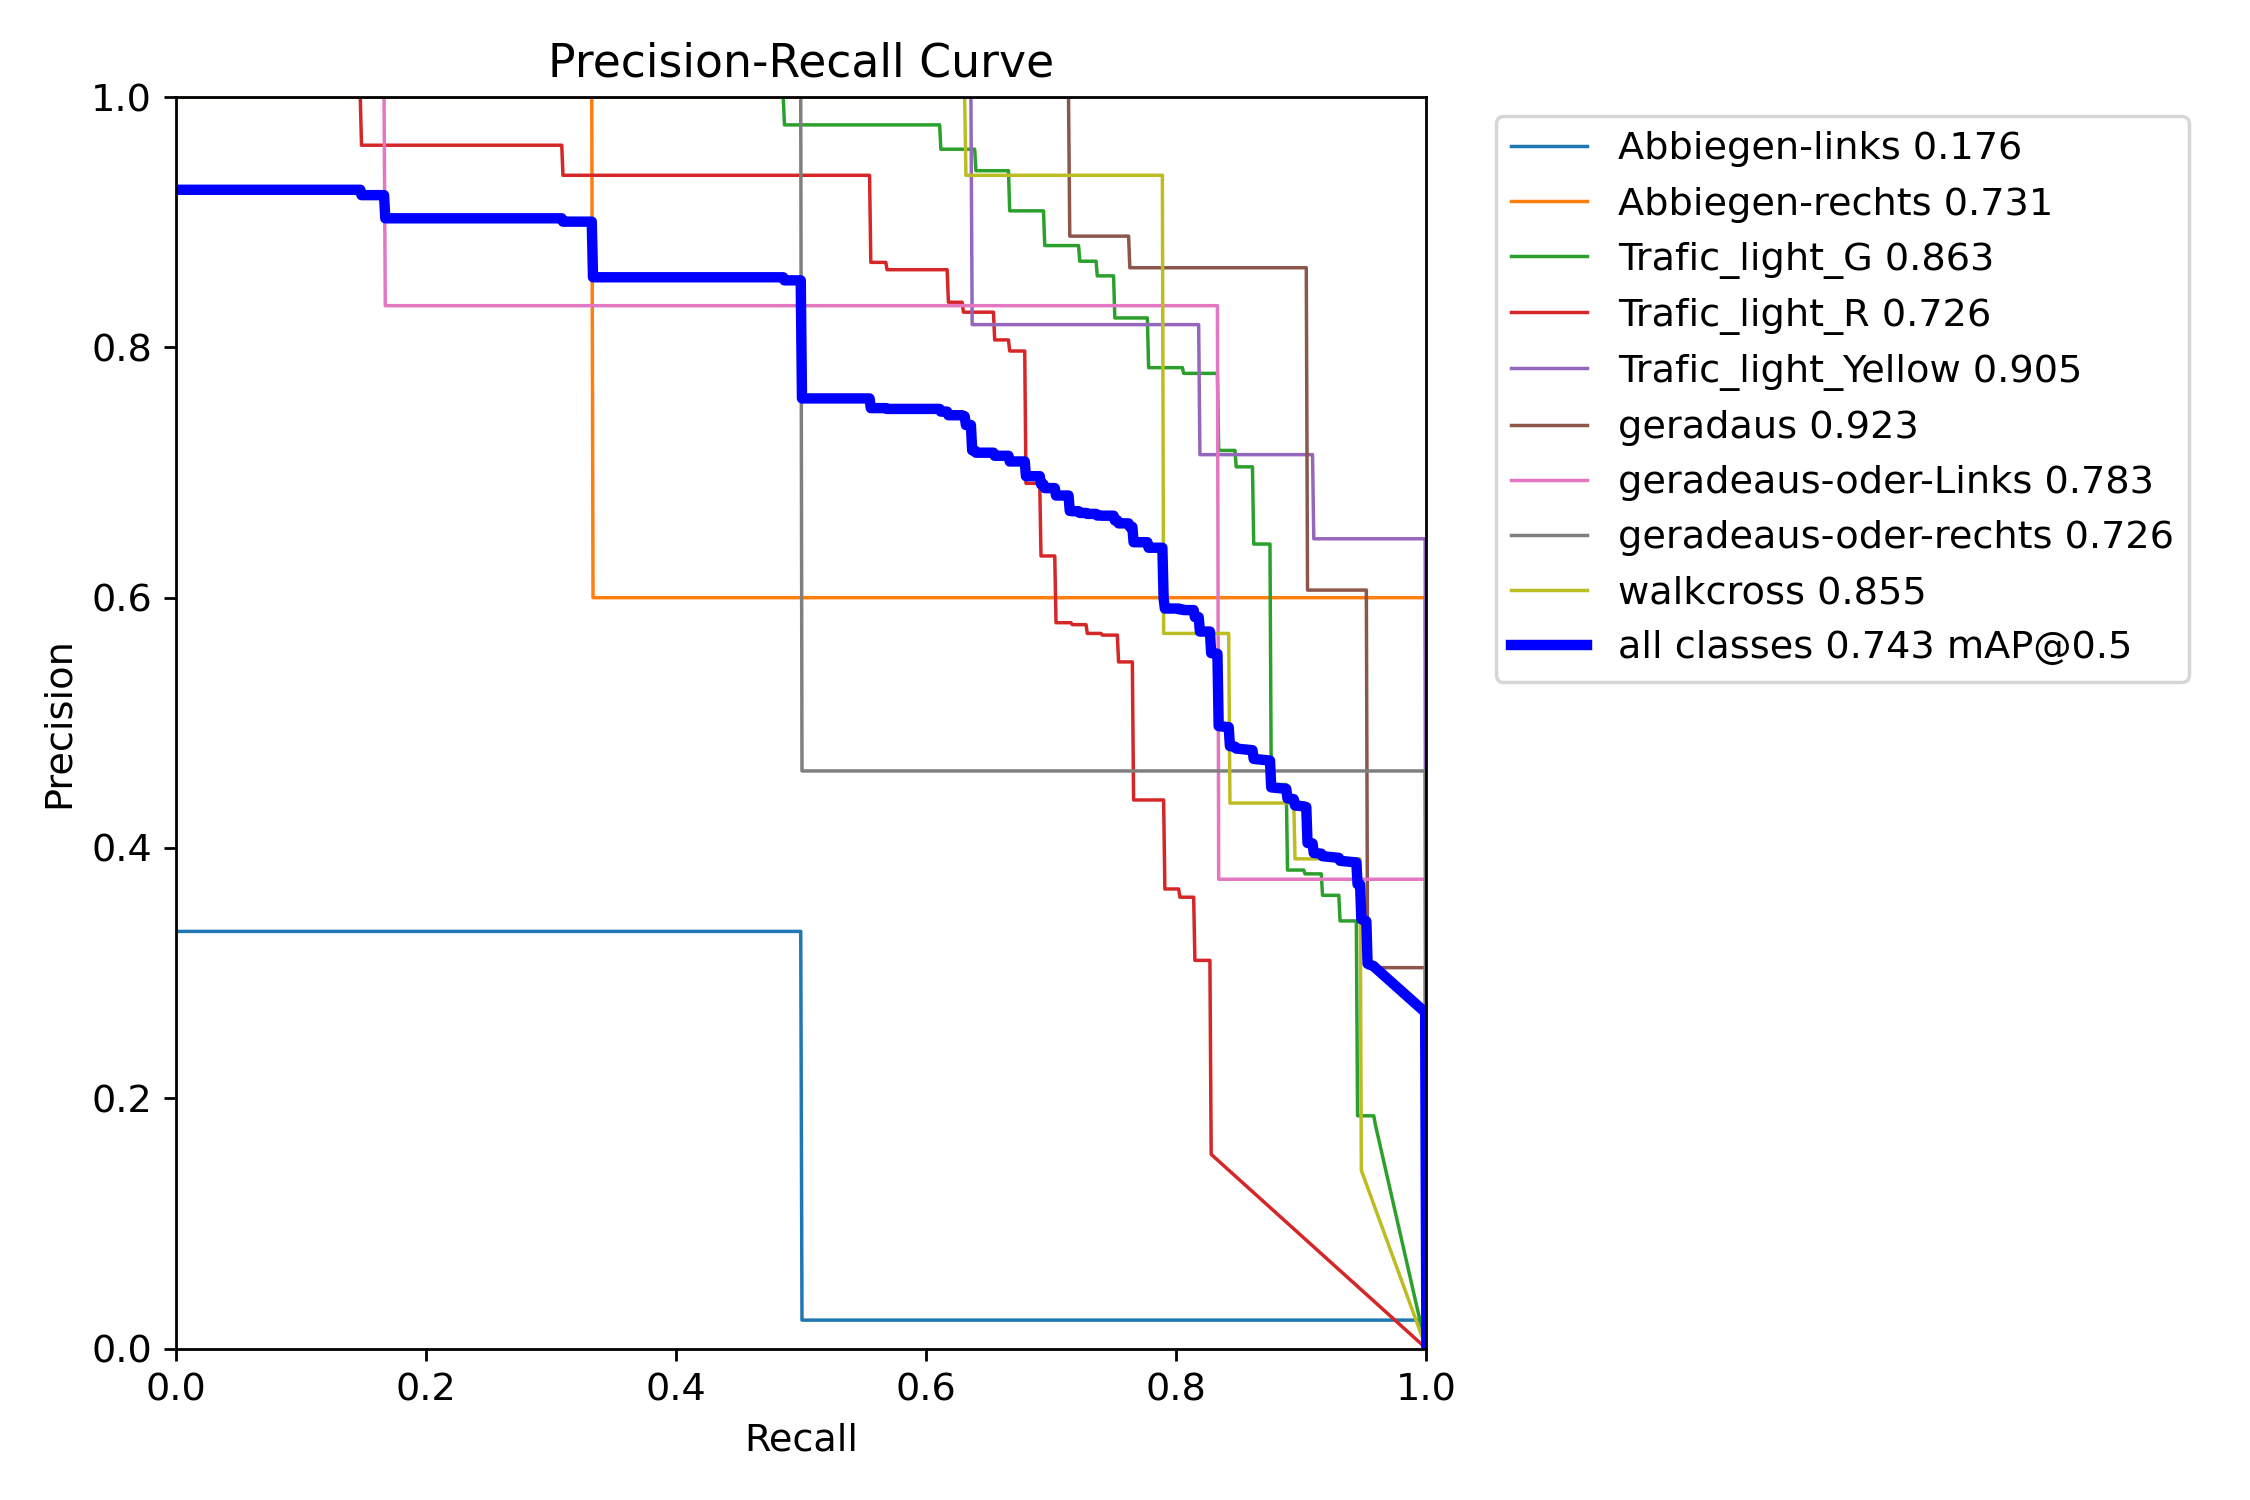 Precision-Recall Curve
1.0
0.8
0.6
0.4
0.2
0.0
Precision
0.0 0.2 0.4 0.6 0.8 1.0
Recall
Abbiegen-links 0.176
Abbiegen-rechts 0.731
Trafic_light_G 0.863
Trafic_light_R 0.726
Trafic_light_Yellow 0.905
geradaus 0.923
geradeaus-oder-Links 0.783
geradeaus-oder-rechts 0.726
walkcross 0.855
all classes 0.743 mAP@0.5